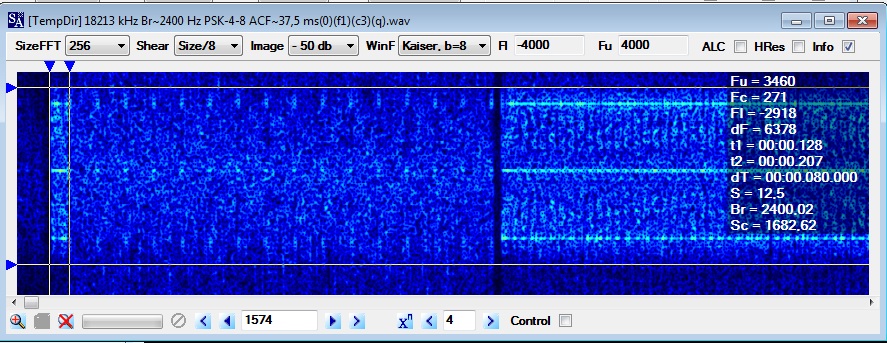 SA [TempDir] 18213 kHz Br~2400 Hz PSK-4-8 ACF~37,5 ms(0)(f1)(c3)(q).wav
SizeFFT 256 Shear Size/8 Image - 50 db WinF Kaiser, b=8 Fl -4000 Fu 4000 ALC HRes Info
Fu = 3460
Fc = 271
Fl = -2918
dF = 6378
t1 = 00:00.128
t2 = 00:00.207
dT = 00:00.080.000
S = 12,5
Br = 2400,02
Sc = 1682,62
1574 xⁿ 4 Control